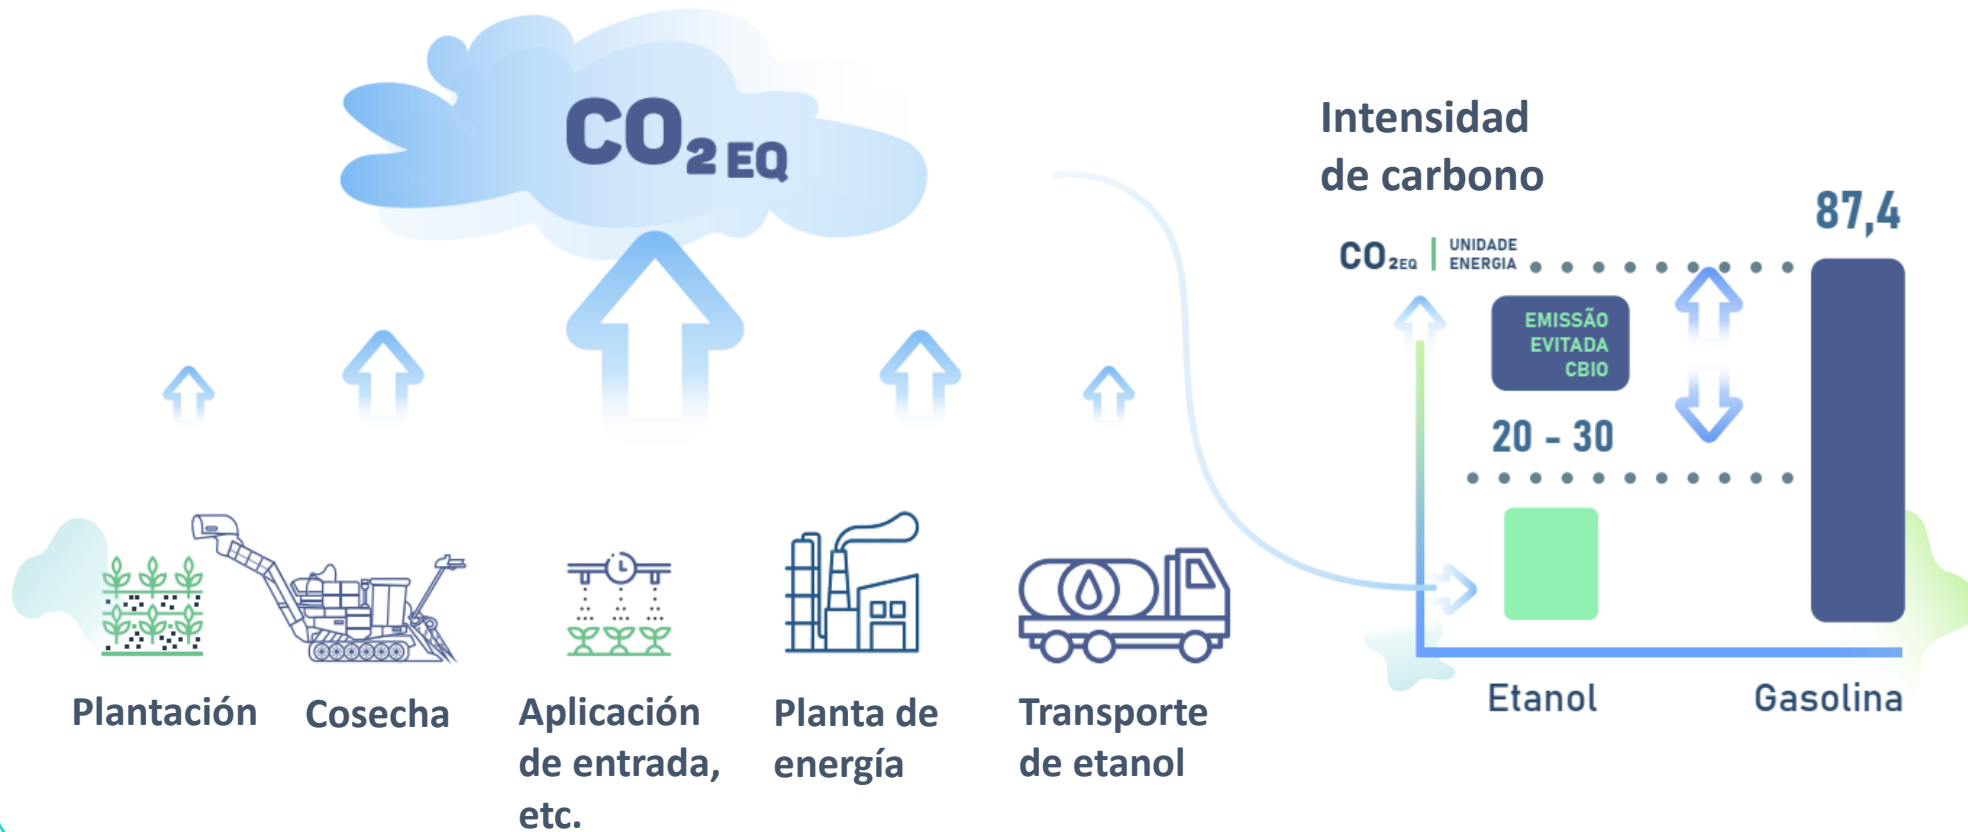 CO₂ EQ
Plantación
Cosecha
Aplicación
de entrada,
etc.
Planta de
energía
Transporte
de etanol
Intensidad
de carbono
87,4
CO₂EQ
UNIDADE
ENERGIA
EMISSÃO
EVITADA
CBIO
20 - 30
Etanol
Gasolina